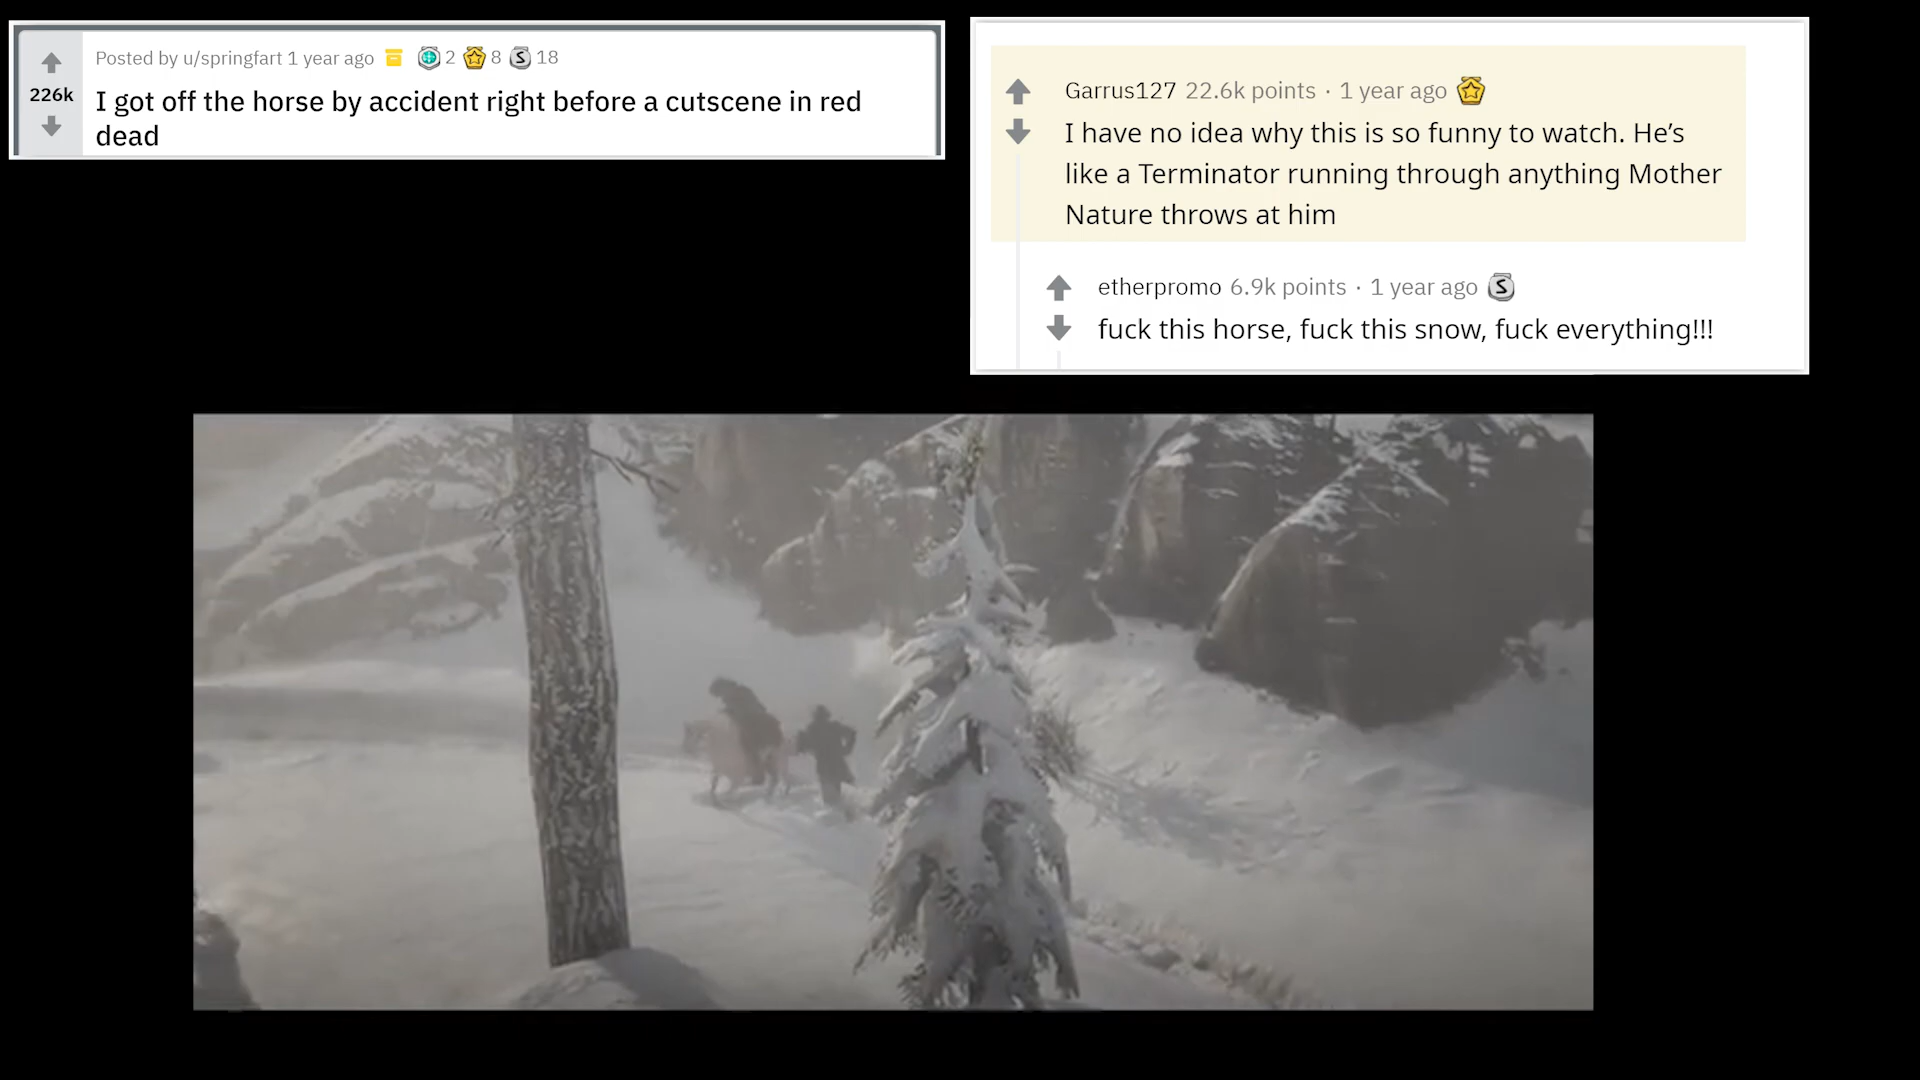 Posted by u/springfart 1 year ago 2 8 S 18
226k
I got off the horse by accident right before a cutscene in red
dead
Garrus127 22.6k points · 1 year ago
I have no idea why this is so funny to watch. He’s
like a Terminator running through anything Mother
Nature throws at him
etherpromo 6.9k points · 1 year ago S
fuck this horse, fuck this snow, fuck everything!!!